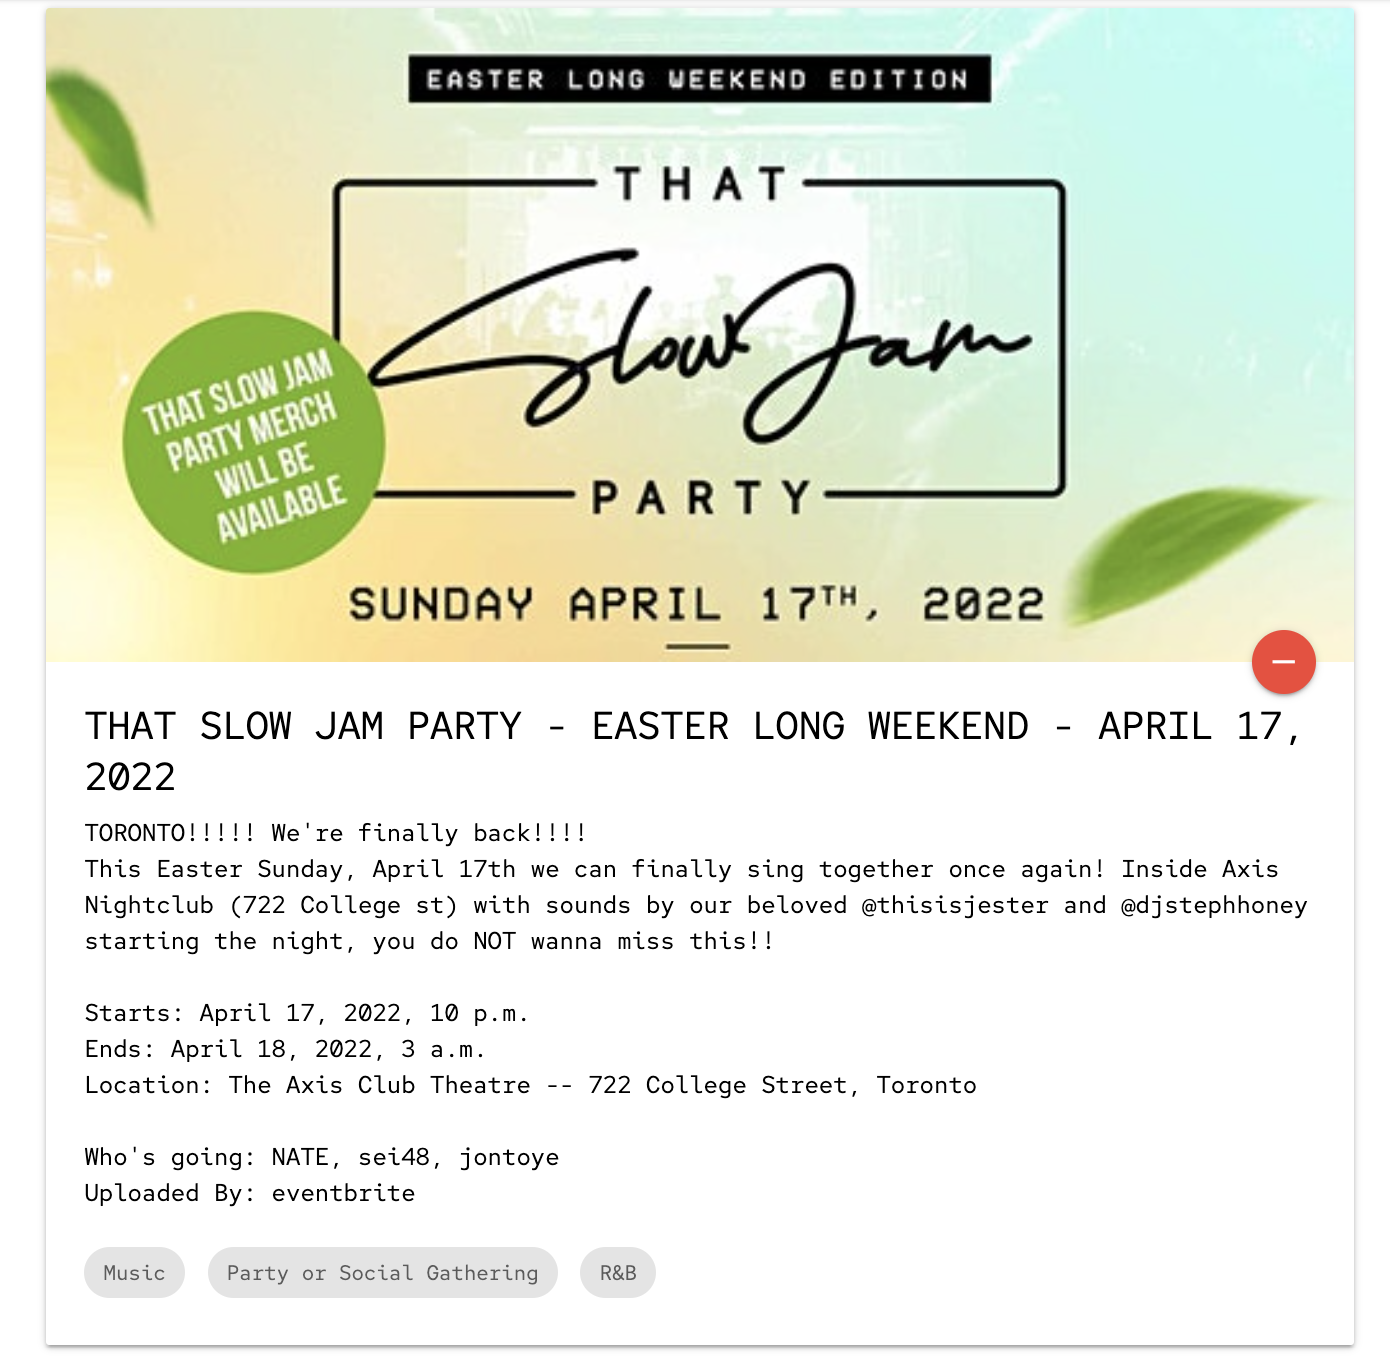 EASTER LONG WEEKEND EDITION
THAT
Slow Jam
PARTY
THAT SLOW JAM
PARTY MERCH
WILL BE
AVAILABLE
SUNDAY APRIL 17TH, 2022
THAT SLOW JAM PARTY - EASTER LONG WEEKEND - APRIL 17,
2022
TORONTO!!!!! We're finally back!!!!
This Easter Sunday, April 17th we can finally sing together once again! Inside Axis
Nightclub (722 College st) with sounds by our beloved @thisisjester and @djstephhoney
starting the night, you do NOT wanna miss this!!
Starts: April 17, 2022, 10 p.m.
Ends: April 18, 2022, 3 a.m.
Location: The Axis Club Theatre -- 722 College Street, Toronto
Who's going: NATE, sei48, jontoye
Uploaded By: eventbrite
Music
Party or Social Gathering
R&B